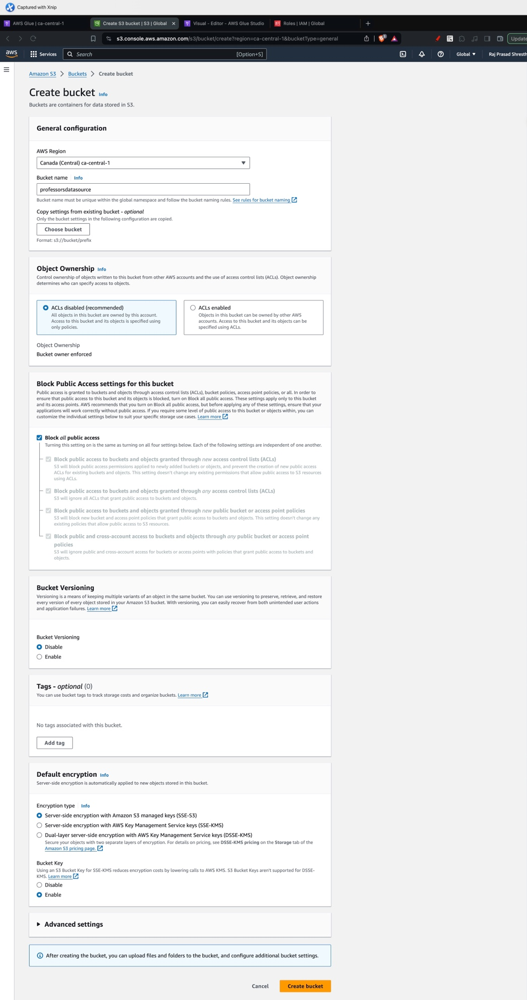 Captured with Xnip
AWS Glue | ca-central-1
Create S3 bucket | S3 | Global
Visual - Editor - AWS Glue Studio
Roles | IAM | Global
s3.console.aws.amazon.com/s3/bucket/create?region=ca-central-1&bucketType=general
3
Update
aws
Services
Search
[Option+S]
Global
Raj Prasad Shresth
Amazon S3 > Buckets > Create bucket
Create bucket Info
Buckets are containers for data stored in S3.
General configuration
AWS Region
Canada (Central) ca-central-1
Bucket name Info
professorsdatasource
Bucket name must be unique within the global namespace and follow the bucket naming rules. See rules for bucket naming
Copy settings from existing bucket - optional
Only the bucket settings in the following configuration are copied.
Choose bucket
Format: s3://bucket/prefix
Object Ownership Info
Control ownership of objects written to this bucket from other AWS accounts and the use of access control lists (ACLs). Object ownership
determines who can specify access to objects.
ACLs disabled (recommended)
All objects in this bucket are owned by this account.
Access to this bucket and its objects is specified using
only policies.
ACLs enabled
Objects in this bucket can be owned by other AWS
accounts. Access to this bucket and its objects can be
specified using ACLs.
Object Ownership
Bucket owner enforced
Block Public Access settings for this bucket
Public access is granted to buckets and objects through access control lists (ACLs), bucket policies, access point policies, or all. In order to
ensure that public access to this bucket and its objects is blocked, turn on Block all public access. These settings apply only to this bucket
and its access points. AWS recommends that you turn on Block all public access, but before applying any of these settings, ensure that your
applications will work correctly without public access. If you require some level of public access to this bucket or objects within, you can
customize the individual settings below to suit your specific storage use cases. Learn more
Block all public access
Turning this setting on is the same as turning on all four settings below. Each of the following settings are independent of one another.
Block public access to buckets and objects granted through new access control lists (ACLs)
S3 will block public access permissions applied to newly added buckets or objects, and prevent the creation of new public access
ACLs for existing buckets and objects. This setting doesn't change any existing permissions that allow public access to S3 resources
using ACLs.
Block public access to buckets and objects granted through any access control lists (ACLs)
S3 will ignore all ACLs that grant public access to buckets and objects.
Block public access to buckets and objects granted through new public bucket or access point policies
S3 will block new bucket and access point policies that grant public access to buckets and objects. This setting doesn't change any
existing policies that allow public access to S3 resources.
Block public and cross-account access to buckets and objects through any public bucket or access point
policies
S3 will ignore public and cross-account access for buckets or access points with policies that grant public access to buckets and
objects.
Bucket Versioning
Versioning is a means of keeping multiple variants of an object in the same bucket. You can use versioning to preserve, retrieve, and restore
every version of every object stored in your Amazon S3 bucket. With versioning, you can easily recover from both unintended user actions
and application failures. Learn more
Bucket Versioning
Disable
Enable
Tags - optional (0)
You can use bucket tags to track storage costs and organize buckets. Learn more
No tags associated with this bucket.
Add tag
Default encryption Info
Server-side encryption is automatically applied to new objects stored in this bucket.
Encryption type Info
Server-side encryption with Amazon S3 managed keys (SSE-S3)
Server-side encryption with AWS Key Management Service keys (SSE-KMS)
Dual-layer server-side encryption with AWS Key Management Service keys (DSSE-KMS)
Secure your objects with two separate layers of encryption. For details on pricing, see DSSE-KMS pricing on the Storage tab of the
Amazon S3 pricing page.
Bucket Key
Using an S3 Bucket Key for SSE-KMS reduces encryption costs by lowering calls to AWS KMS. S3 Bucket Keys aren't supported for DSSE-
KMS. Learn more
Disable
Enable
Advanced settings
After creating the bucket, you can upload files and folders to the bucket, and configure additional bucket settings.
Cancel
Create bucket